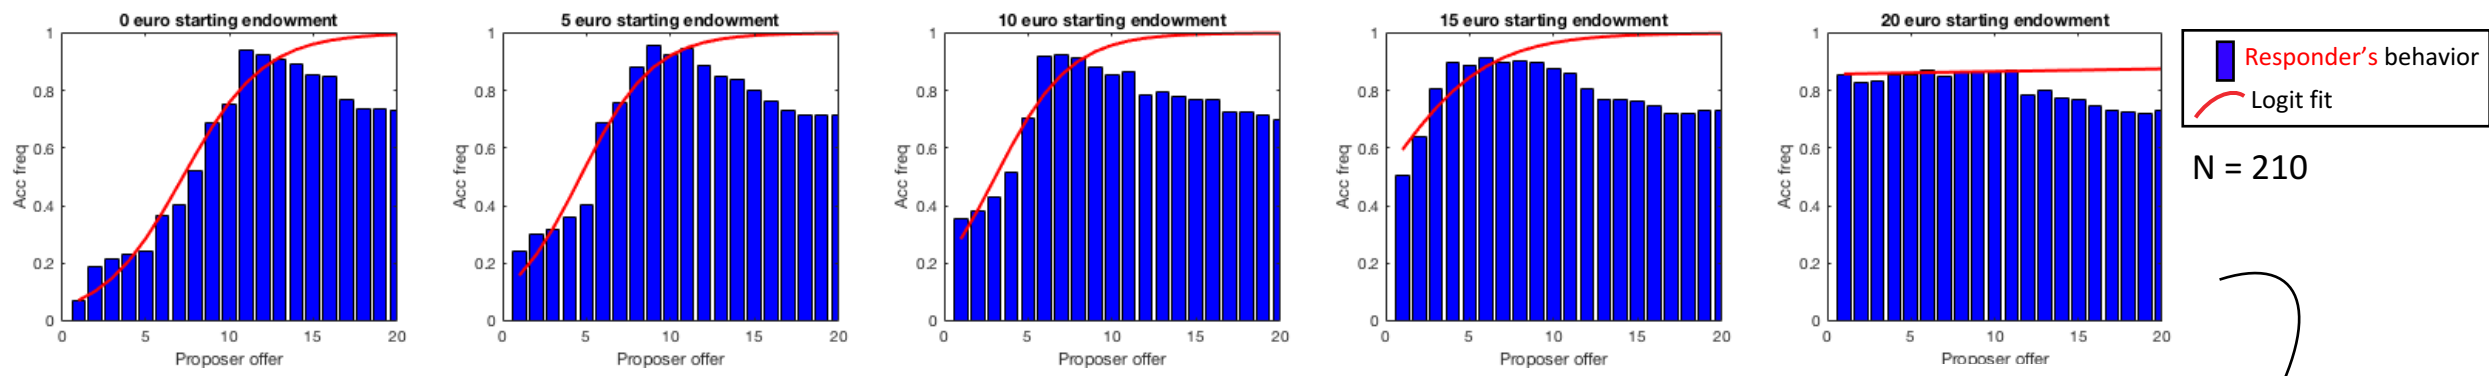 0 euro starting endowment
1
0.8
0.6
0.4
0.2
0
Acc freq
0 5 10 15 20
Proposer offer
5 euro starting endowment
1
0.8
0.6
0.4
0.2
0
Acc freq
0 5 10 15 20
Proposer offer
10 euro starting endowment
1
0.8
0.6
0.4
0.2
0
Acc freq
0 5 10 15 20
Proposer offer
15 euro starting endowment
1
0.8
0.6
0.4
0.2
0
Acc freq
0 5 10 15 20
Proposer offer
20 euro starting endowment
1
0.8
0.6
0.4
0.2
0
Acc freq
0 5 10 15 20
Proposer offer
Responder's behavior
Logit fit
N = 210